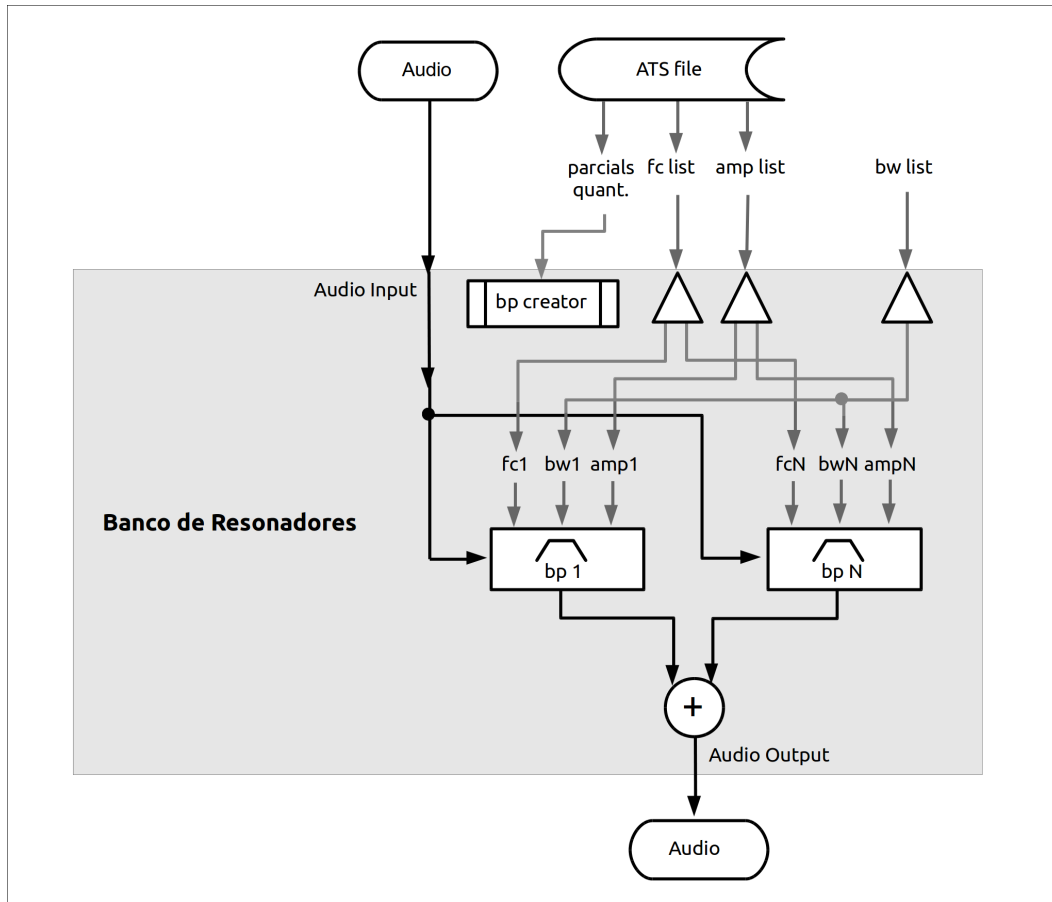 Audio
ATS file
parcials
quant.
fc list
amp list
bw list
Audio Input
bp creator
fc1
bw1
amp1
fcN
bwN
ampN
Banco de Resonadores
bp 1
bp N
+
Audio Output
Audio